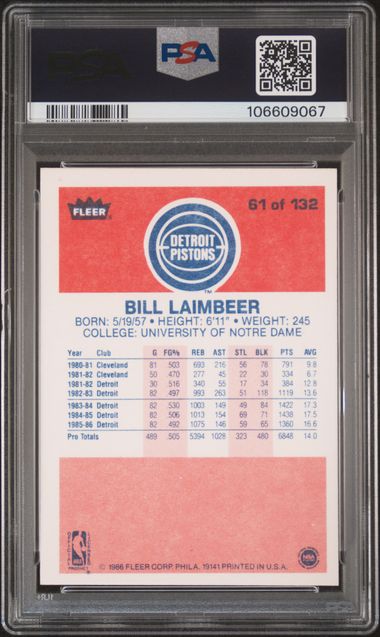 PSA
PSA
106609067
FLEER
61 of 132
DETROIT
PISTONS
TM
BILL LAIMBEER
BORN: 5/19/57 • HEIGHT: 6'11" • WEIGHT: 245
COLLEGE: UNIVERSITY OF NOTRE DAME
Year Club G FG% REB AST STL BLK PTS AVG
1980-81 Cleveland 81 .503 693 216 56 78 791 9.8
1981-82 Cleveland 50 .470 277 45 22 30 334 6.7
1981-82 Detroit 30 .516 340 55 17 34 384 12.8
1982-83 Detroit 82 .497 993 263 51 118 1119 13.6
1983-84 Detroit 82 .530 1003 149 49 84 1422 17.3
1984-85 Detroit 82 .506 1013 154 69 71 1438 17.5
1985-86 Detroit 82 .492 1075 146 59 65 1360 16.6
Pro Totals 489 .505 5394 1028 323 480 6848 14.0
NBA
© 1986 FLEER CORP. PHILA. 19141 PRINTED IN U.S.A.